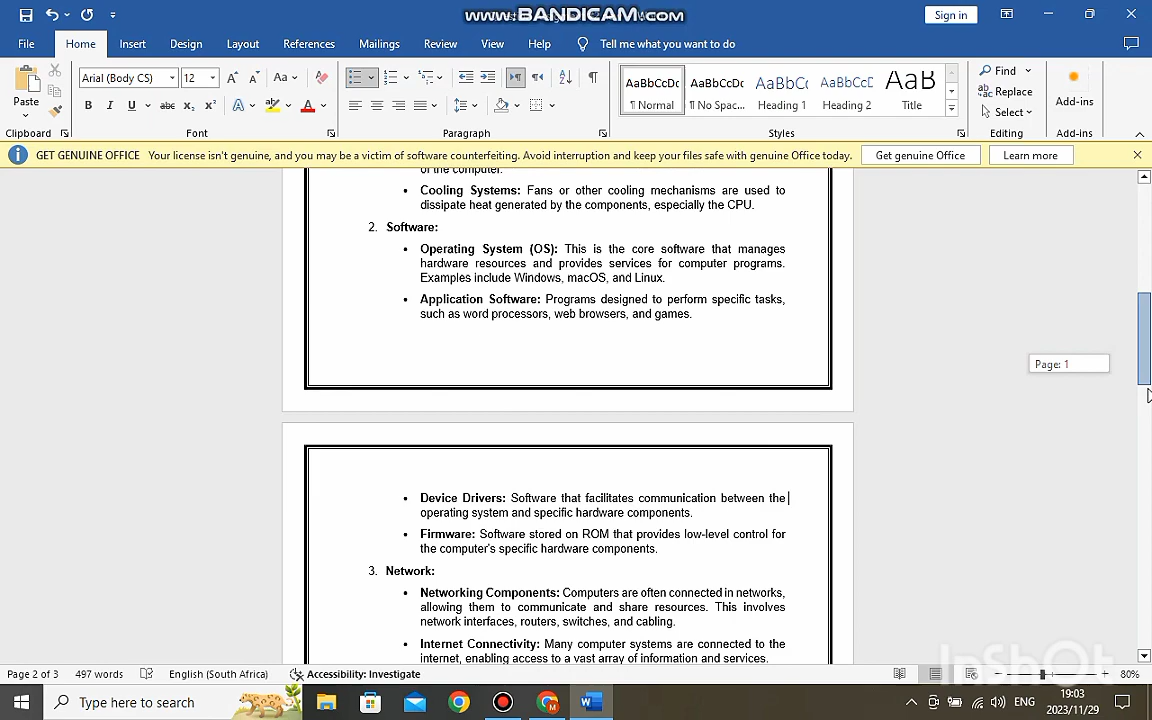 www.BANDICAM.com
Sign in
File Home Insert Design Layout References Mailings Review View Help Tell me what you want to do
Paste
Arial (Body CS) 12 Aa
Clipboard Font Paragraph Styles Editing Add-ins
AaBbCcDc AaBbCcDc AaBbCc AaBbCcD AaB
¶ Normal ¶ No Spac... Heading 1 Heading 2 Title
Find
Replace
Select
Add-ins
GET GENUINE OFFICE Your license isn't genuine, and you may be a victim of software counterfeiting. Avoid interruption and keep your files safe with genuine Office today. Get genuine Office Learn more
of the computer.
• Cooling Systems: Fans or other cooling mechanisms are used to
dissipate heat generated by the components, especially the CPU.
2. Software:
• Operating System (OS): This is the core software that manages
hardware resources and provides services for computer programs.
Examples include Windows, macOS, and Linux.
• Application Software: Programs designed to perform specific tasks,
such as word processors, web browsers, and games.
Page: 1
• Device Drivers: Software that facilitates communication between the
operating system and specific hardware components.
• Firmware: Software stored on ROM that provides low-level control for
the computer's specific hardware components.
3. Network:
• Networking Components: Computers are often connected in networks,
allowing them to communicate and share resources. This involves
network interfaces, routers, switches, and cabling.
• Internet Connectivity: Many computer systems are connected to the
internet, enabling access to a vast array of information and services.
InShOt
Page 2 of 3 497 words English (South Africa) Accessibility: Investigate 80%
Type here to search
ENG
19:03
2023/11/29